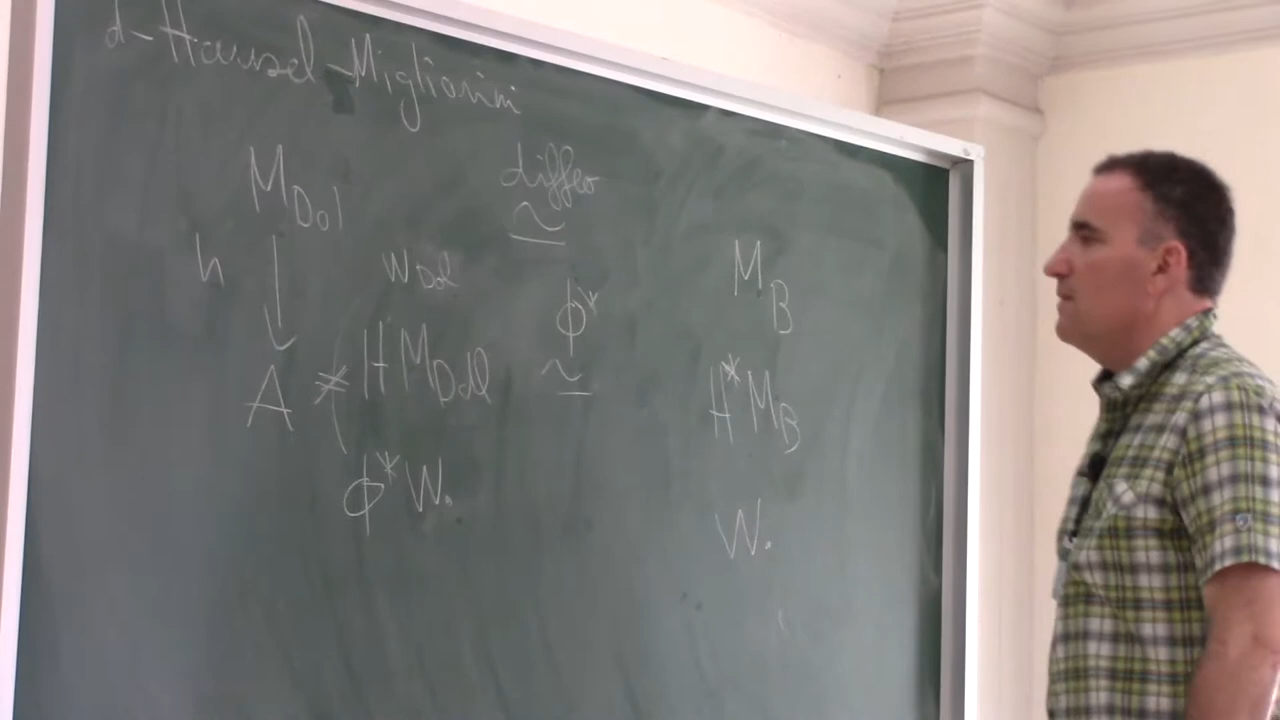 d-Hausel-Migliorini
M_Dol diffeo ≃ M_B
h ↓ w_Dol
A ≠ H M_Dol ϕ* ≃ H* M_B
ϕ* W. W.